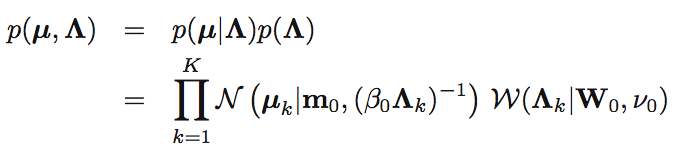 p(μ, Λ) = p(μ|Λ)p(Λ)
= ∏_{k=1}^{K} 𝒩 (μ_k|m_0, (β_0Λ_k)^{-1}) 𝒲(Λ_k|W_0, ν_0)